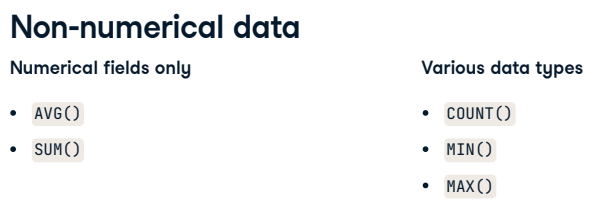 Non-numerical data
Numerical fields only
• AVG()
• SUM()
Various data types
• COUNT()
• MIN()
• MAX()